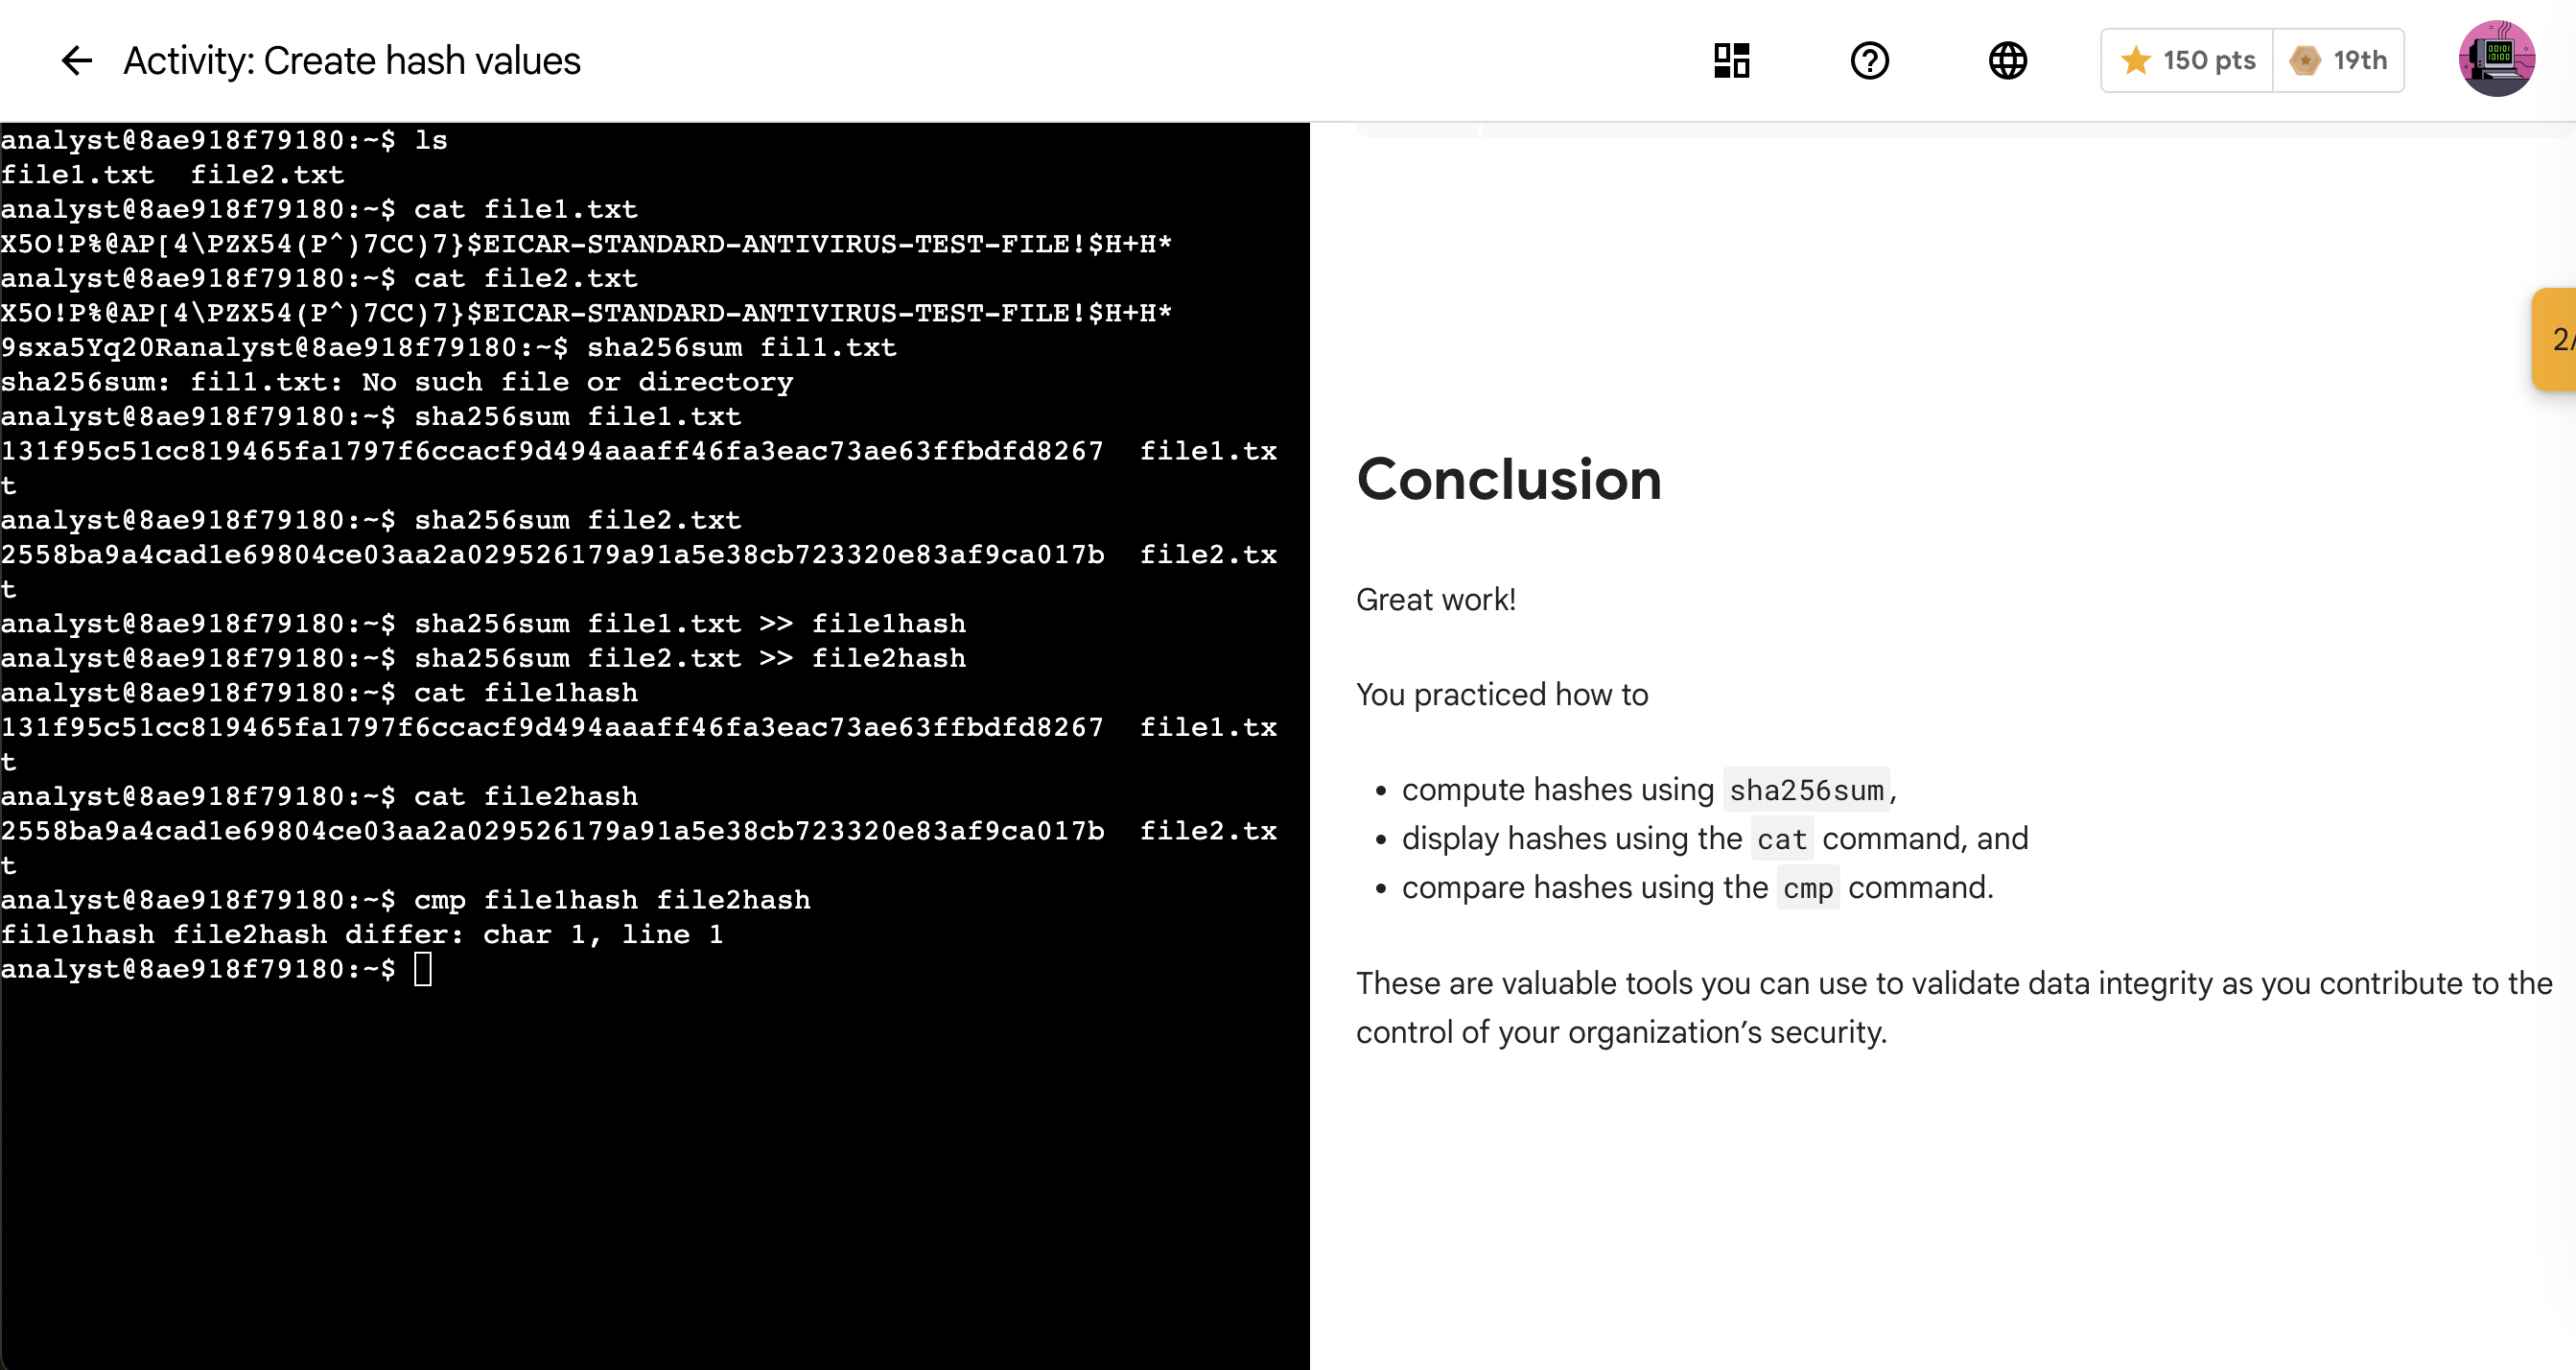 Activity: Create hash values
150 pts
19th
analyst@8ae918f79180:~$ ls
file1.txt  file2.txt
analyst@8ae918f79180:~$ cat file1.txt
X5O!P%@AP[4\PZX54(P^)7CC)7}$EICAR-STANDARD-ANTIVIRUS-TEST-FILE!$H+H*
analyst@8ae918f79180:~$ cat file2.txt
X5O!P%@AP[4\PZX54(P^)7CC)7}$EICAR-STANDARD-ANTIVIRUS-TEST-FILE!$H+H*
9sxa5Yq20Ranalyst@8ae918f79180:~$ sha256sum fil1.txt
sha256sum: fil1.txt: No such file or directory
analyst@8ae918f79180:~$ sha256sum file1.txt
131f95c51cc819465fa1797f6ccacf9d494aaaff46fa3eac73ae63ffbdfd8267  file1.tx
t
analyst@8ae918f79180:~$ sha256sum file2.txt
2558ba9a4cad1e69804ce03aa2a029526179a91a5e38cb723320e83af9ca017b  file2.tx
t
analyst@8ae918f79180:~$ sha256sum file1.txt >> file1hash
analyst@8ae918f79180:~$ sha256sum file2.txt >> file2hash
analyst@8ae918f79180:~$ cat file1hash
131f95c51cc819465fa1797f6ccacf9d494aaaff46fa3eac73ae63ffbdfd8267  file1.tx
t
analyst@8ae918f79180:~$ cat file2hash
2558ba9a4cad1e69804ce03aa2a029526179a91a5e38cb723320e83af9ca017b  file2.tx
t
analyst@8ae918f79180:~$ cmp file1hash file2hash
file1hash file2hash differ: char 1, line 1
analyst@8ae918f79180:~$
2/
Conclusion
Great work!
You practiced how to
• compute hashes using sha256sum,
• display hashes using the cat command, and
• compare hashes using the cmp command.
These are valuable tools you can use to validate data integrity as you contribute to the
control of your organization’s security.